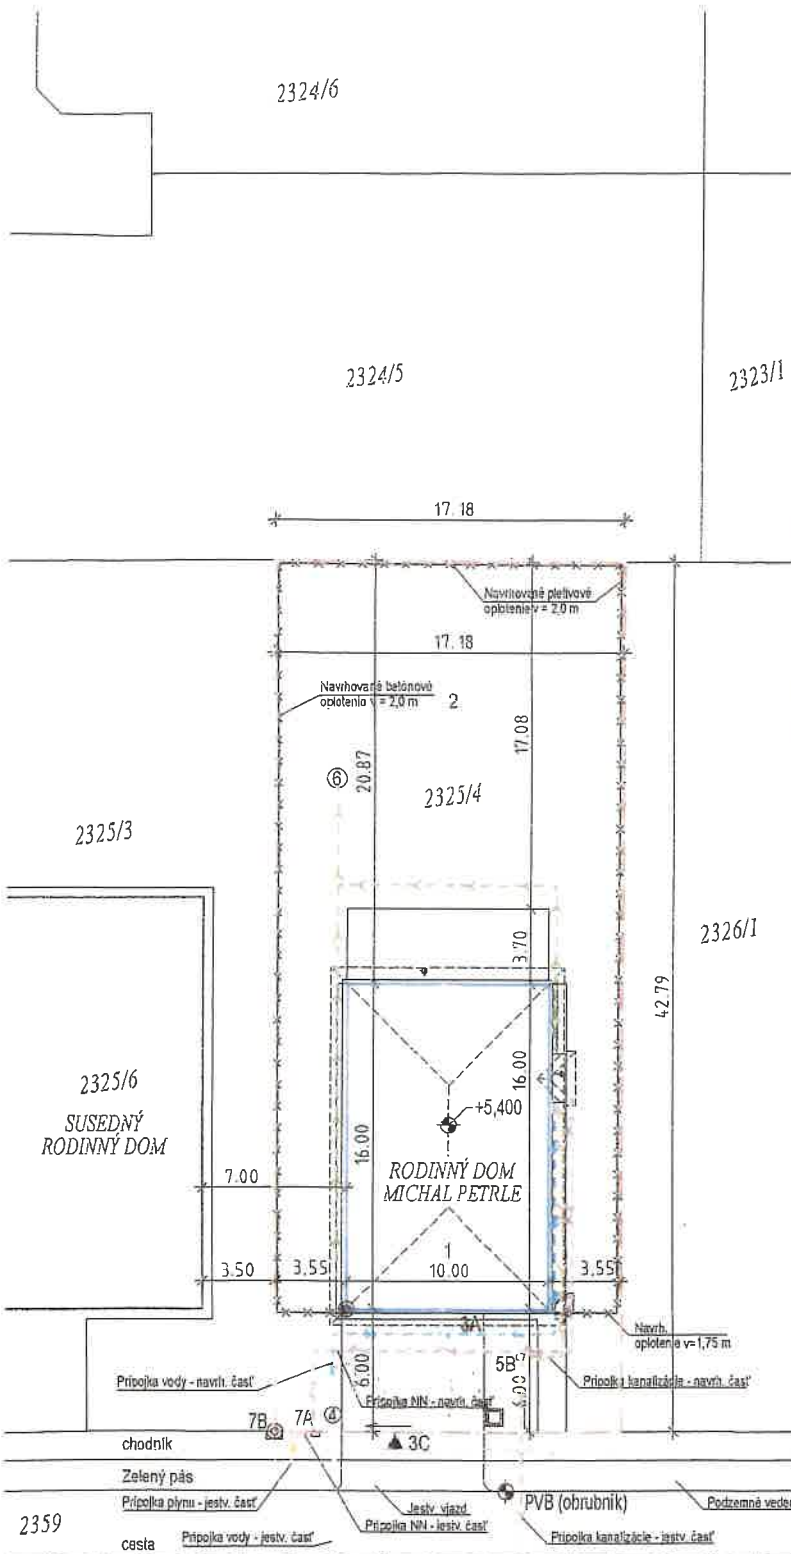 2324/6
2324/5
2323/1
17.18
Navrhované pletivové
oplotenie v = 2,0 m
17.18
Navrhované betónové
oplotenie v = 2,0 m
2
17.08
20.87
6
2325/4
2325/3
2326/1
3.70
42.79
2325/6
SUSEDNÝ
RODINNÝ DOM
16.00
+5,400
16.00
RODINNÝ DOM
MICHAL PETRLE
7.00
1
3.50
3,55
10.00
3,55
3A
Navrh.
oplotenie v=1,75 m
6.00
5B
6.00
Prípojka vody - navrh. časť
Prípojka NN - navrh. časť
Prípojka kanalizácie - navrh. časť
7B
7A
4
3C
chodník
Zelený pás
Prípojka plynu - jestv. časť
Jestv. vjazd
PVB (obrubník)
Podzemné vede
2359
Prípojka NN - jestv. časť
cesta
Prípojka vody - jestv. časť
Prípojka kanalizácie - jestv. časť